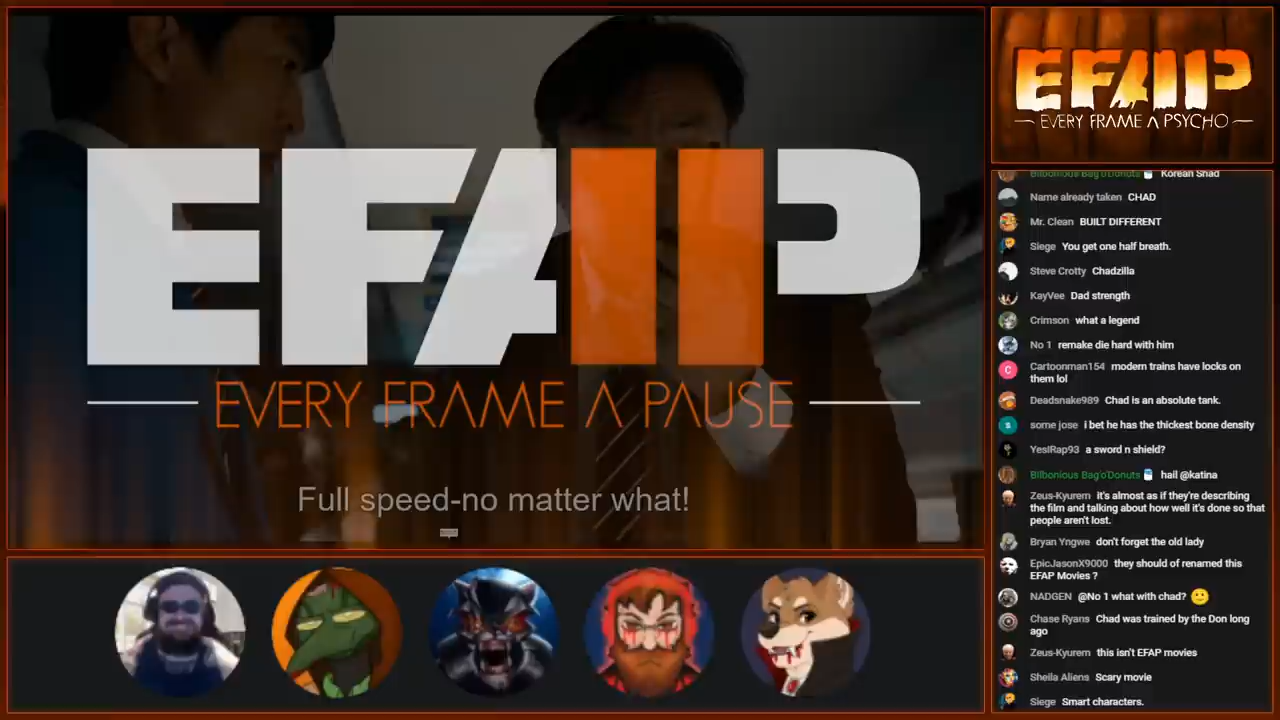 EFAP
EVERY FRAME A PAUSE
Full speed-no matter what!
EFAP
EVERY FRAME A PSYCHO
Bilbonious Bag'o'Donuts Korean Shad
Name already taken CHAD
Mr. Clean BUILT DIFFERENT
Siege You get one half breath.
Steve Crotty Chadzilla
KayVee Dad strength
Crimson what a legend
No 1 remake die hard with him
Cartoonman154 modern trains have locks on
them lol
Deadsnake989 Chad is an absolute tank.
some jose i bet he has the thickest bone density
YesIRap93 a sword n shield?
Bilbonious Bag'o'Donuts hail @katina
Zeus-Kyurem it's almost as if they're describing
the film and talking about how well it's done so that
people aren't lost.
Bryan Yngwe don't forget the old lady
EpicJasonX9000 they should of renamed this
EFAP Movies ?
NADGEN @No 1 what with chad? 🙂
Chase Ryans Chad was trained by the Don long
ago
Zeus-Kyurem this isn't EFAP movies
Sheila Aliens Scary movie
Siege Smart characters.